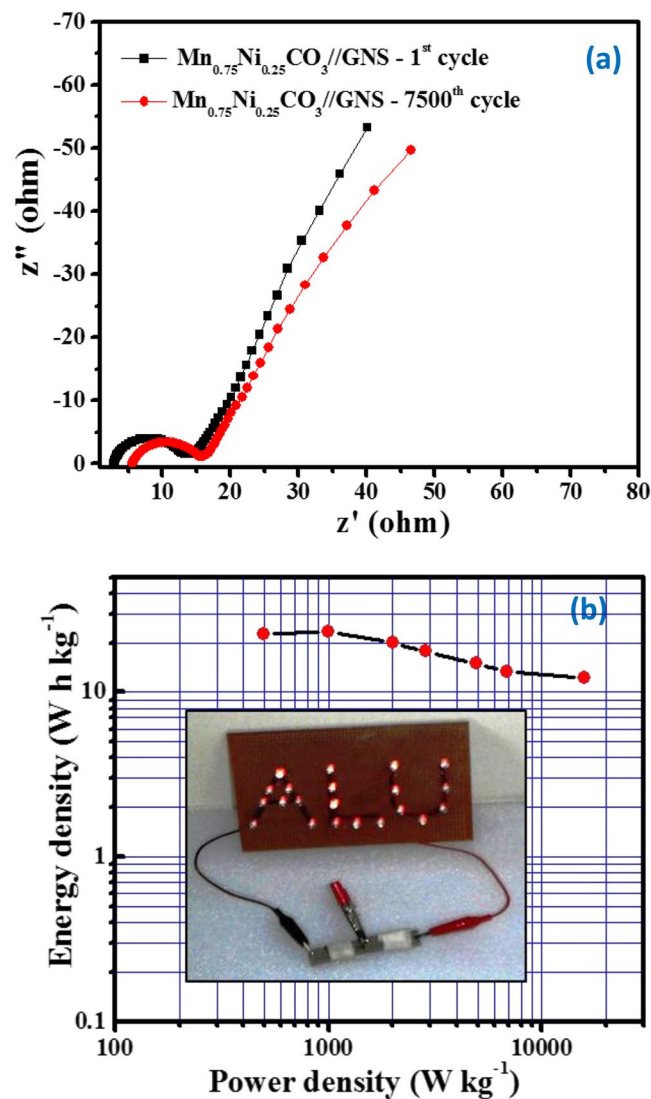 -70
-60
-50
-40
-30
-20
-10
0
z" (ohm)
Mn0.75Ni0.25CO3//GNS - 1st cycle
Mn0.75Ni0.25CO3//GNS - 7500th cycle
(a)
10 20 30 40 50 60 70 80
z' (ohm)
(b)
Energy density (W h kg-1)
10
1
0.1
ALU
100 1000 10000
Power density (W kg-1)